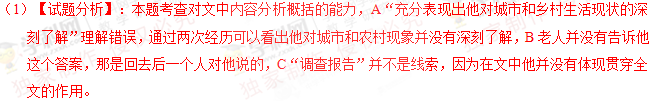 （1）【试题分析】：本题考查对文中内容分析概括的能力，A“充分表现出他对城市和乡村生活现状的深
刻了解”理解错误，通过两次经历可以看出他对城市和农村现象并没有深刻了解，B 老人并没有告诉他
这个答案，那是回去后一个人对他说的，C“调查报告”并不是线索，因为在文中他并没有体现贯穿全
文的作用。